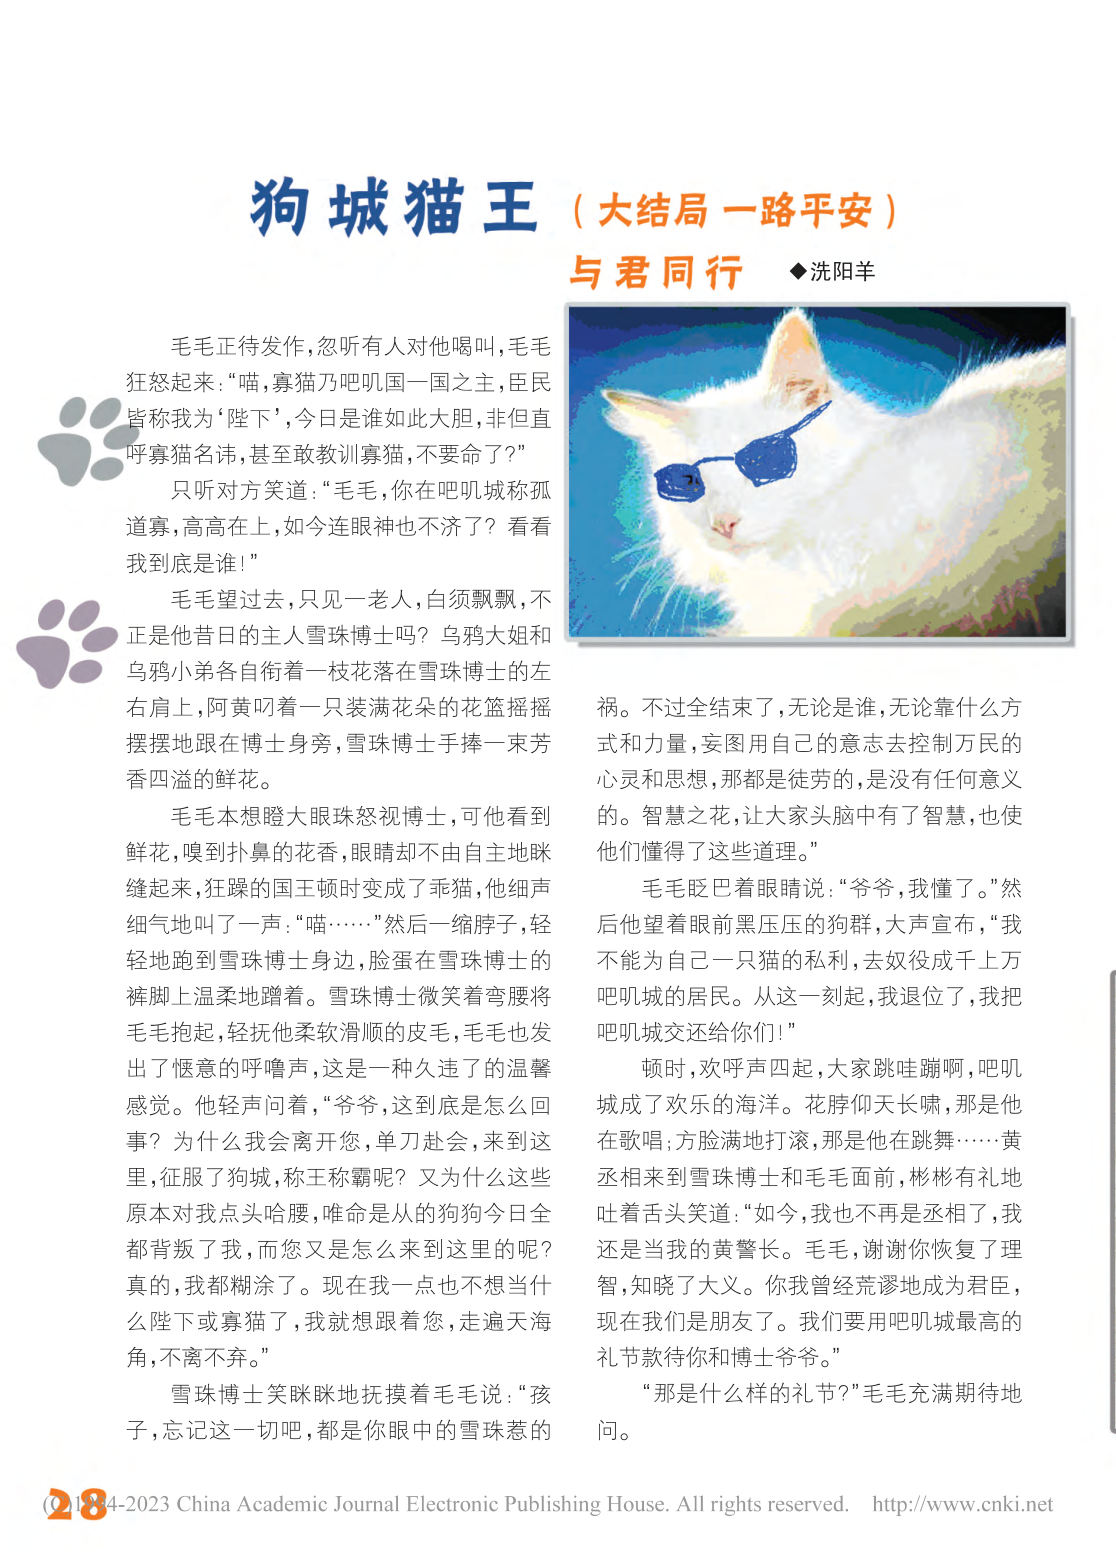 狗城猫王（大结局 一路平安）
与君同行 ◆洗阳羊
毛毛正待发作,忽听有人对他喝叫,毛毛
狂怒起来:“喵,寡猫乃吧叽国一国之主,臣民
皆称我为‘陛下’,今日是谁如此大胆,非但直
呼寡猫名讳,甚至敢教训寡猫,不要命了?”
只听对方笑道:“毛毛,你在吧叽城称孤
道寡,高高在上,如今连眼神也不济了？看看
我到底是谁!”
毛毛望过去,只见一老人,白须飘飘,不
正是他昔日的主人雪珠博士吗？乌鸦大姐和
乌鸦小弟各自衔着一枝花落在雪珠博士的左
右肩上,阿黄叼着一只装满花朵的花篮摇摇
摆摆地跟在博士身旁,雪珠博士手捧一束芳
香四溢的鲜花。
毛毛本想瞪大眼珠怒视博士,可他看到
鲜花,嗅到扑鼻的花香,眼睛却不由自主地眯
缝起来,狂躁的国王顿时变成了乖猫,他细声
细气地叫了一声:“喵……”然后一缩脖子,轻
轻地跑到雪珠博士身边,脸蛋在雪珠博士的
裤脚上温柔地蹭着。雪珠博士微笑着弯腰将
毛毛抱起,轻抚他柔软滑顺的皮毛,毛毛也发
出了惬意的呼噜声,这是一种久违了的温馨
感觉。他轻声问着,“爷爷,这到底是怎么回
事？为什么我会离开您,单刀赴会,来到这
里,征服了狗城,称王称霸呢？又为什么这些
原本对我点头哈腰,唯命是从的狗狗今日全
都背叛了我,而您又是怎么来到这里的呢？
真的,我都糊涂了。现在我一点也不想当什
么陛下或寡猫了,我就想跟着您,走遍天海
角,不离不弃。”
雪珠博士笑眯眯地抚摸着毛毛说:“孩
子,忘记这一切吧,都是你眼中的雪珠惹的
祸。不过全结束了,无论是谁,无论靠什么方
式和力量,妄图用自己的意志去控制万民的
心灵和思想,那都是徒劳的,是没有任何意义
的。智慧之花,让大家头脑中有了智慧,也使
他们懂得了这些道理。”
毛毛眨巴着眼睛说:“爷爷,我懂了。”然
后他望着眼前黑压压的狗群,大声宣布,“我
不能为自己一只猫的私利,去奴役成千上万
吧叽城的居民。从这一刻起,我退位了,我把
吧叽城交还给你们!”
顿时,欢呼声四起,大家跳哇蹦啊,吧叽
城成了欢乐的海洋。花脖仰天长啸,那是他
在歌唱;方脸满地打滚,那是他在跳舞……黄
丞相来到雪珠博士和毛毛面前,彬彬有礼地
吐着舌头笑道:“如今,我也不再是丞相了,我
还是当我的黄警长。毛毛,谢谢你恢复了理
智,知晓了大义。你我曾经荒谬地成为君臣,
现在我们是朋友了。我们要用吧叽城最高的
礼节款待你和博士爷爷。”
“那是什么样的礼节?”毛毛充满期待地
问。
28
(C)1994-2023 China Academic Journal Electronic Publishing House. All rights reserved. http://www.cnki.net